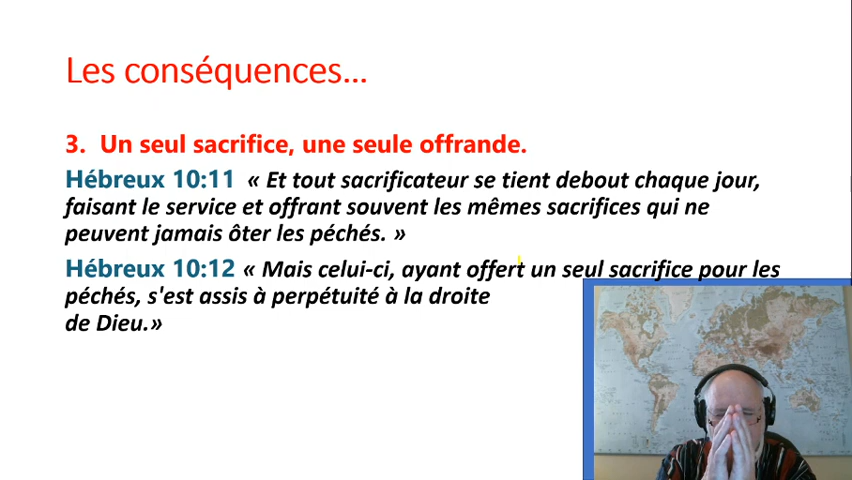 Les conséquences…
3. Un seul sacrifice, une seule offrande.
Hébreux 10:11 « Et tout sacrificateur se tient debout chaque jour,
faisant le service et offrant souvent les mêmes sacrifices qui ne
peuvent jamais ôter les péchés. »
Hébreux 10:12 « Mais celui-ci, ayant offert un seul sacrifice pour les
péchés, s'est assis à perpétuité à la droite
de Dieu.»